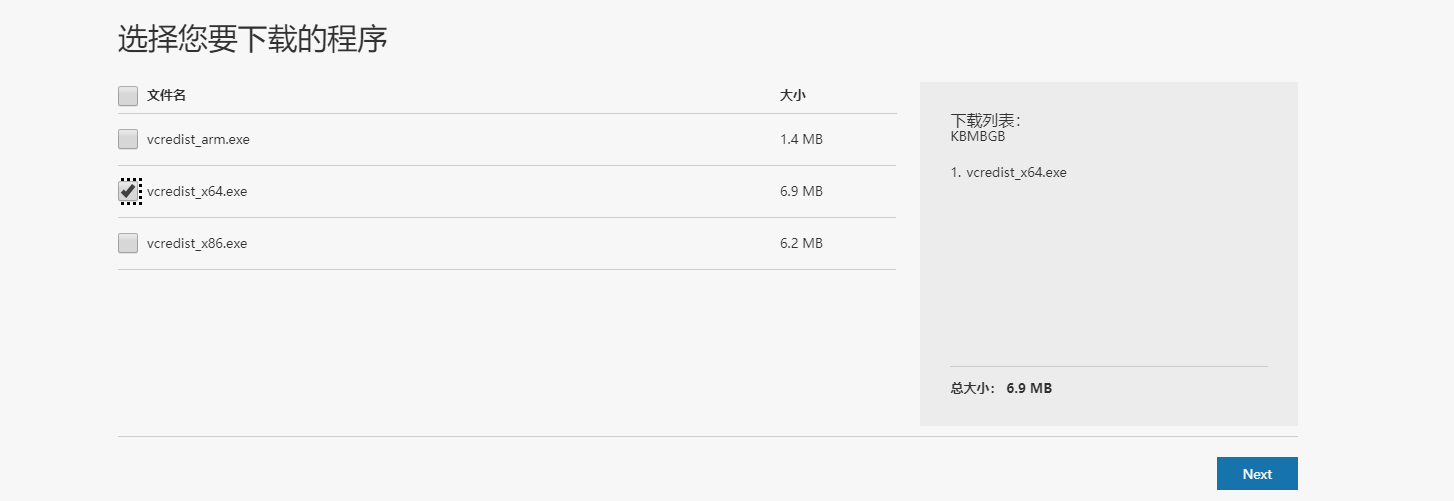 选择您要下载的程序
文件名 大小
vcredist_arm.exe 1.4 MB
vcredist_x64.exe 6.9 MB
vcredist_x86.exe 6.2 MB
下载列表：
KBMBGB
1. vcredist_x64.exe
总大小： 6.9 MB
Next